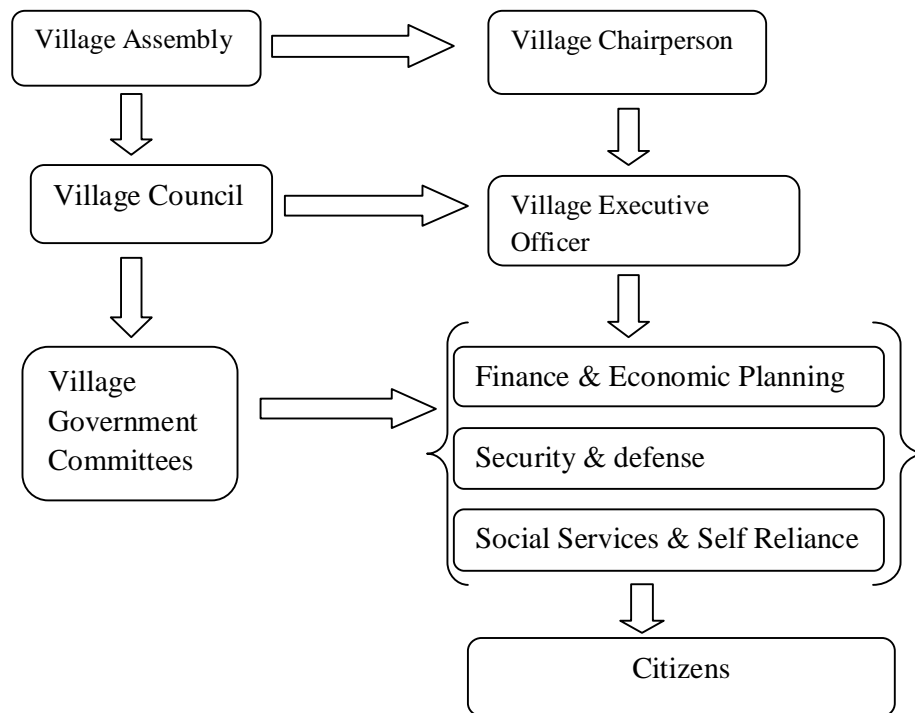 Village Assembly
Village Chairperson
Village Council
Village Executive
Officer
Village
Government
Committees
Finance & Economic Planning
Security & defense
Social Services & Self Reliance
Citizens